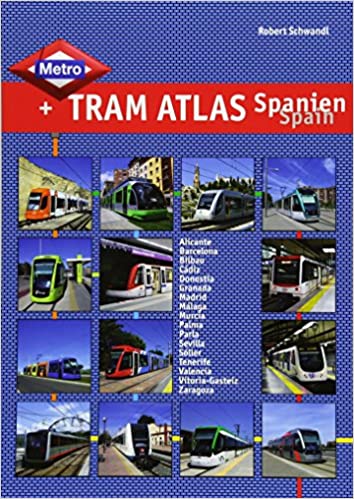 Robert Schwandl
Metro
+ TRAM ATLAS Spanien
Spain
Alicante
Barcelona
Bilbao
Cádiz
Donostia
Granada
Madrid
Málaga
Murcia
Palma
Parla
Sevilla
Sóller
Tenerife
Valencia
Vitoria-Gasteiz
Zaragoza